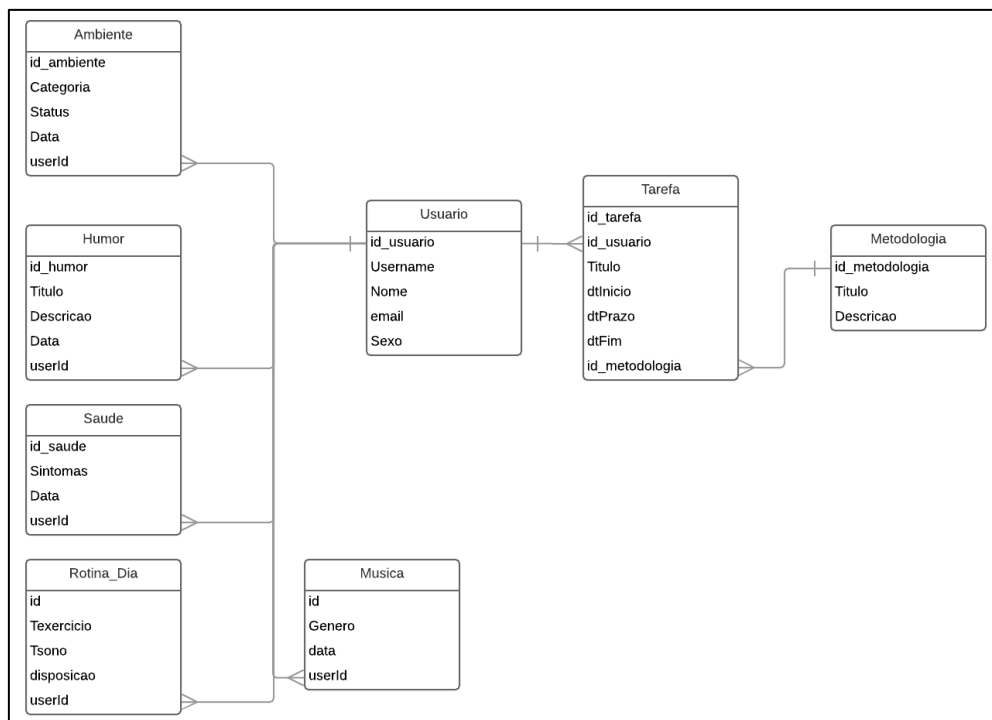 Ambiente
id_ambiente
Categoria
Status
Data
userId
Humor
id_humor
Titulo
Descricao
Data
userId
Saude
id_saude
Sintomas
Data
userId
Rotina_Dia
id
Texercicio
Tsono
disposicao
userId
Musica
id
Genero
data
userId
Usuario
id_usuario
Username
Nome
email
Sexo
Tarefa
id_tarefa
id_usuario
Titulo
dtInicio
dtPrazo
dtFim
id_metodologia
Metodologia
id_metodologia
Titulo
Descricao